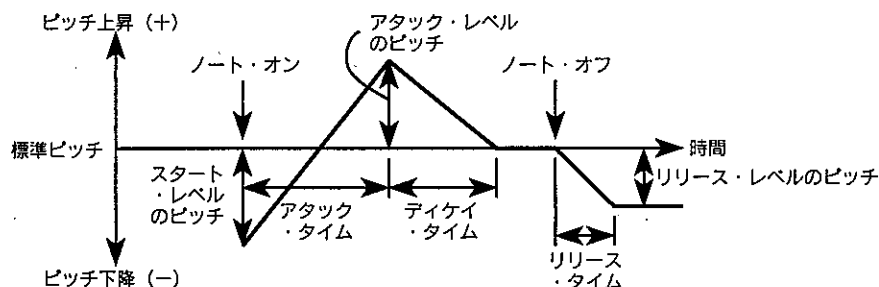 ピッチ上昇（+）
アタック・レベル
のピッチ
ノート・オン
ノート・オフ
標準ピッチ
時間
スタート
・レベル
のピッチ
アタック
・タイム
ディケイ
・タイム
リリース・レベルのピッチ
リリース
・タイム
ピッチ下降（−）